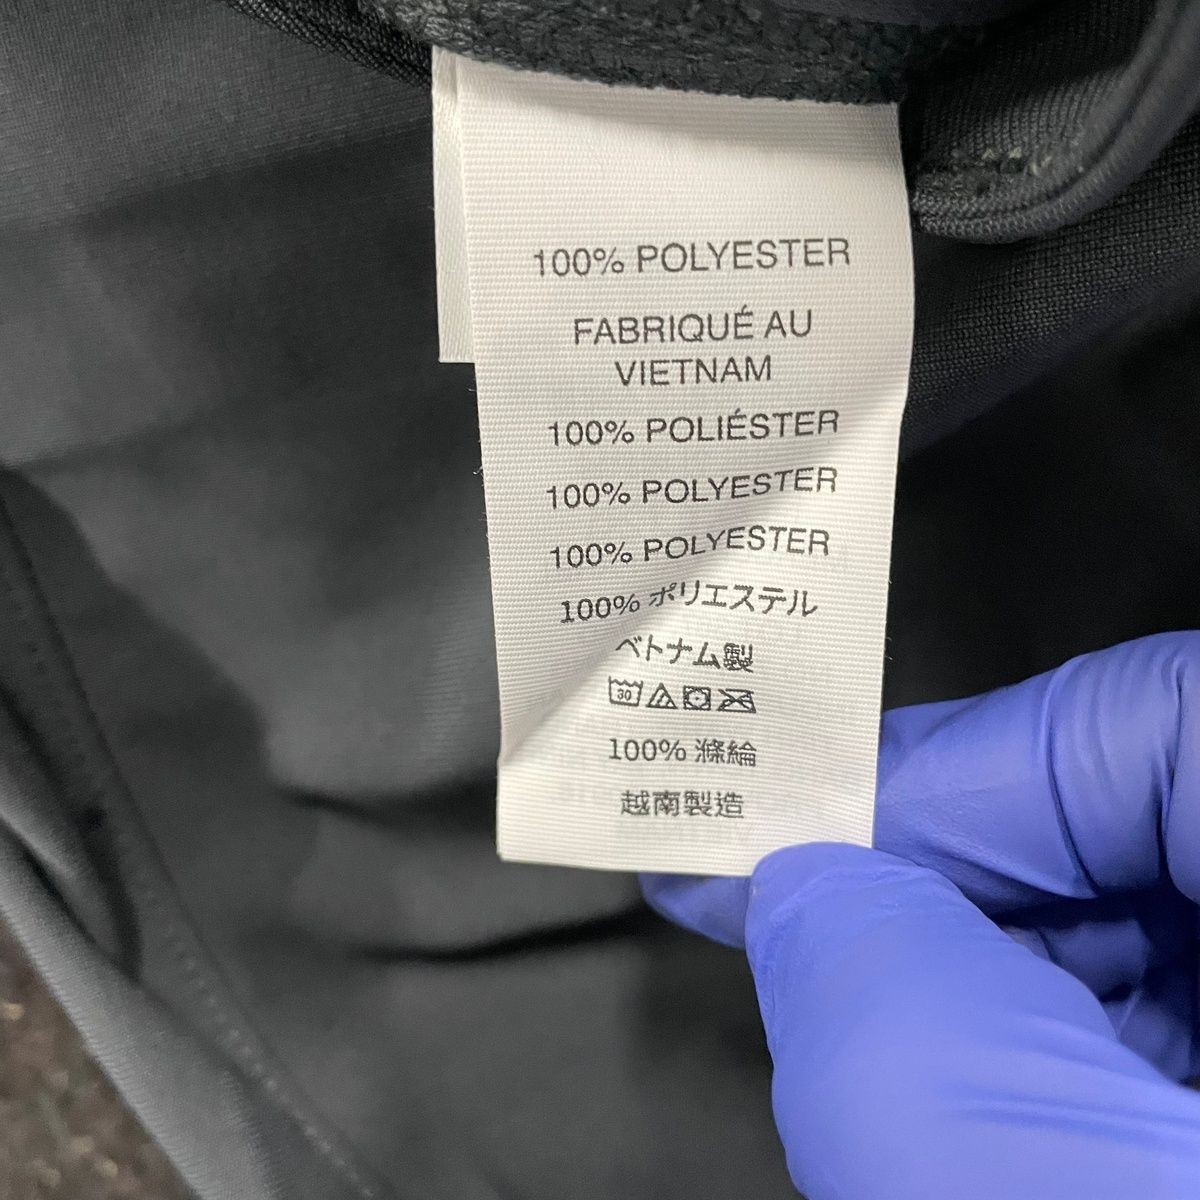 100% POLYESTER
FABRIQUÉ AU
VIETNAM
100% POLIÉSTER
100% POLYESTER
100% POLYESTER
100% ポリエステル
ベトナム製
30
100% 滌綸
越南製造